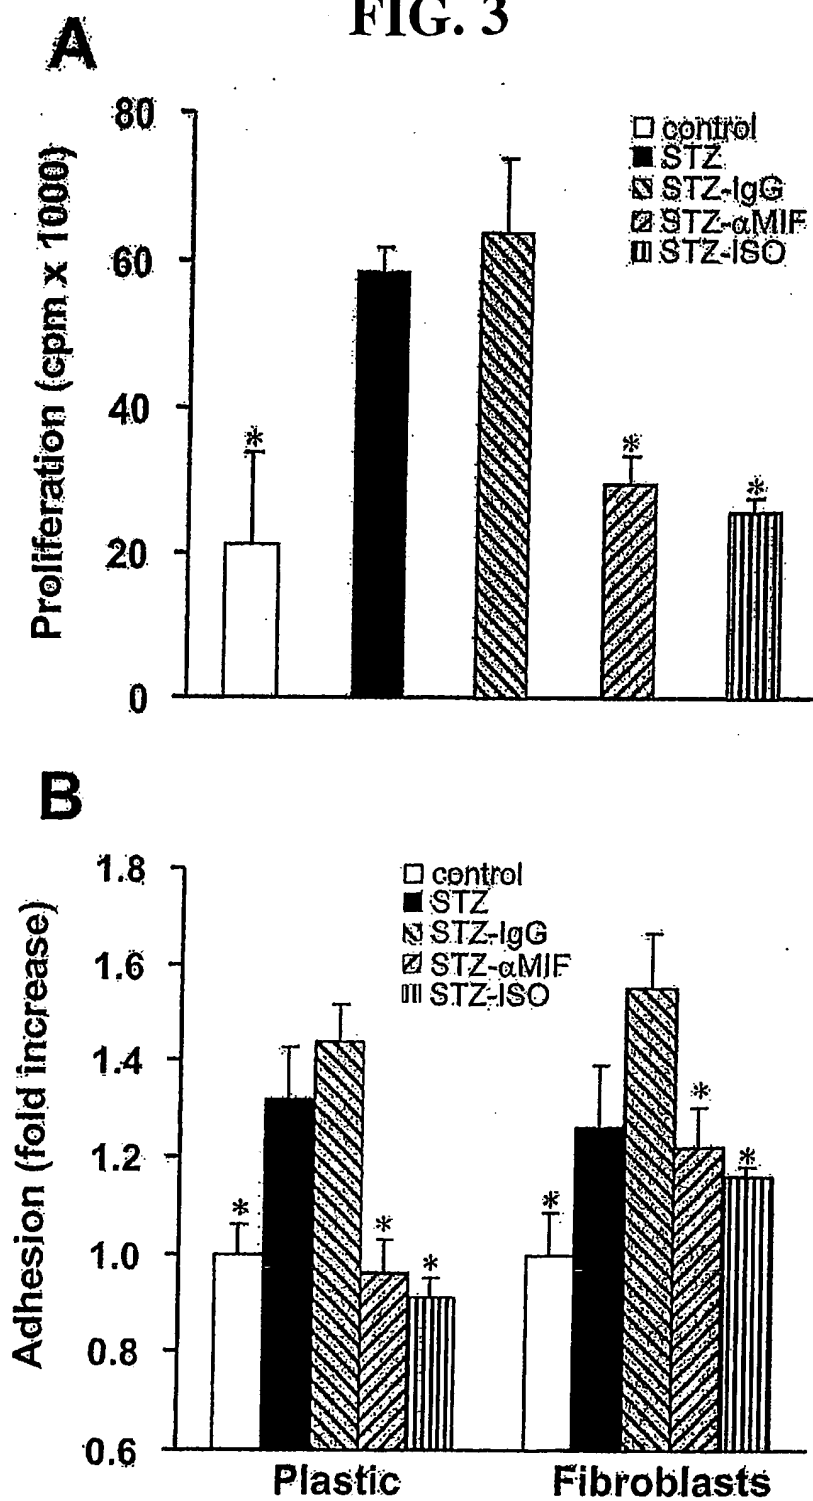 FIG. 3
A
80
60
40
20
0
Proliferation (cpm x 1000)
control
STZ
STZ-IgG
STZ-αMIF
STZ-ISO
*
*
*
B
1.8
1.6
1.4
1.2
1.0
0.8
0.6
Adhesion (fold increase)
control
STZ
STZ-IgG
STZ-αMIF
STZ-ISO
*
*
*
*
*
*
Plastic
Fibroblasts